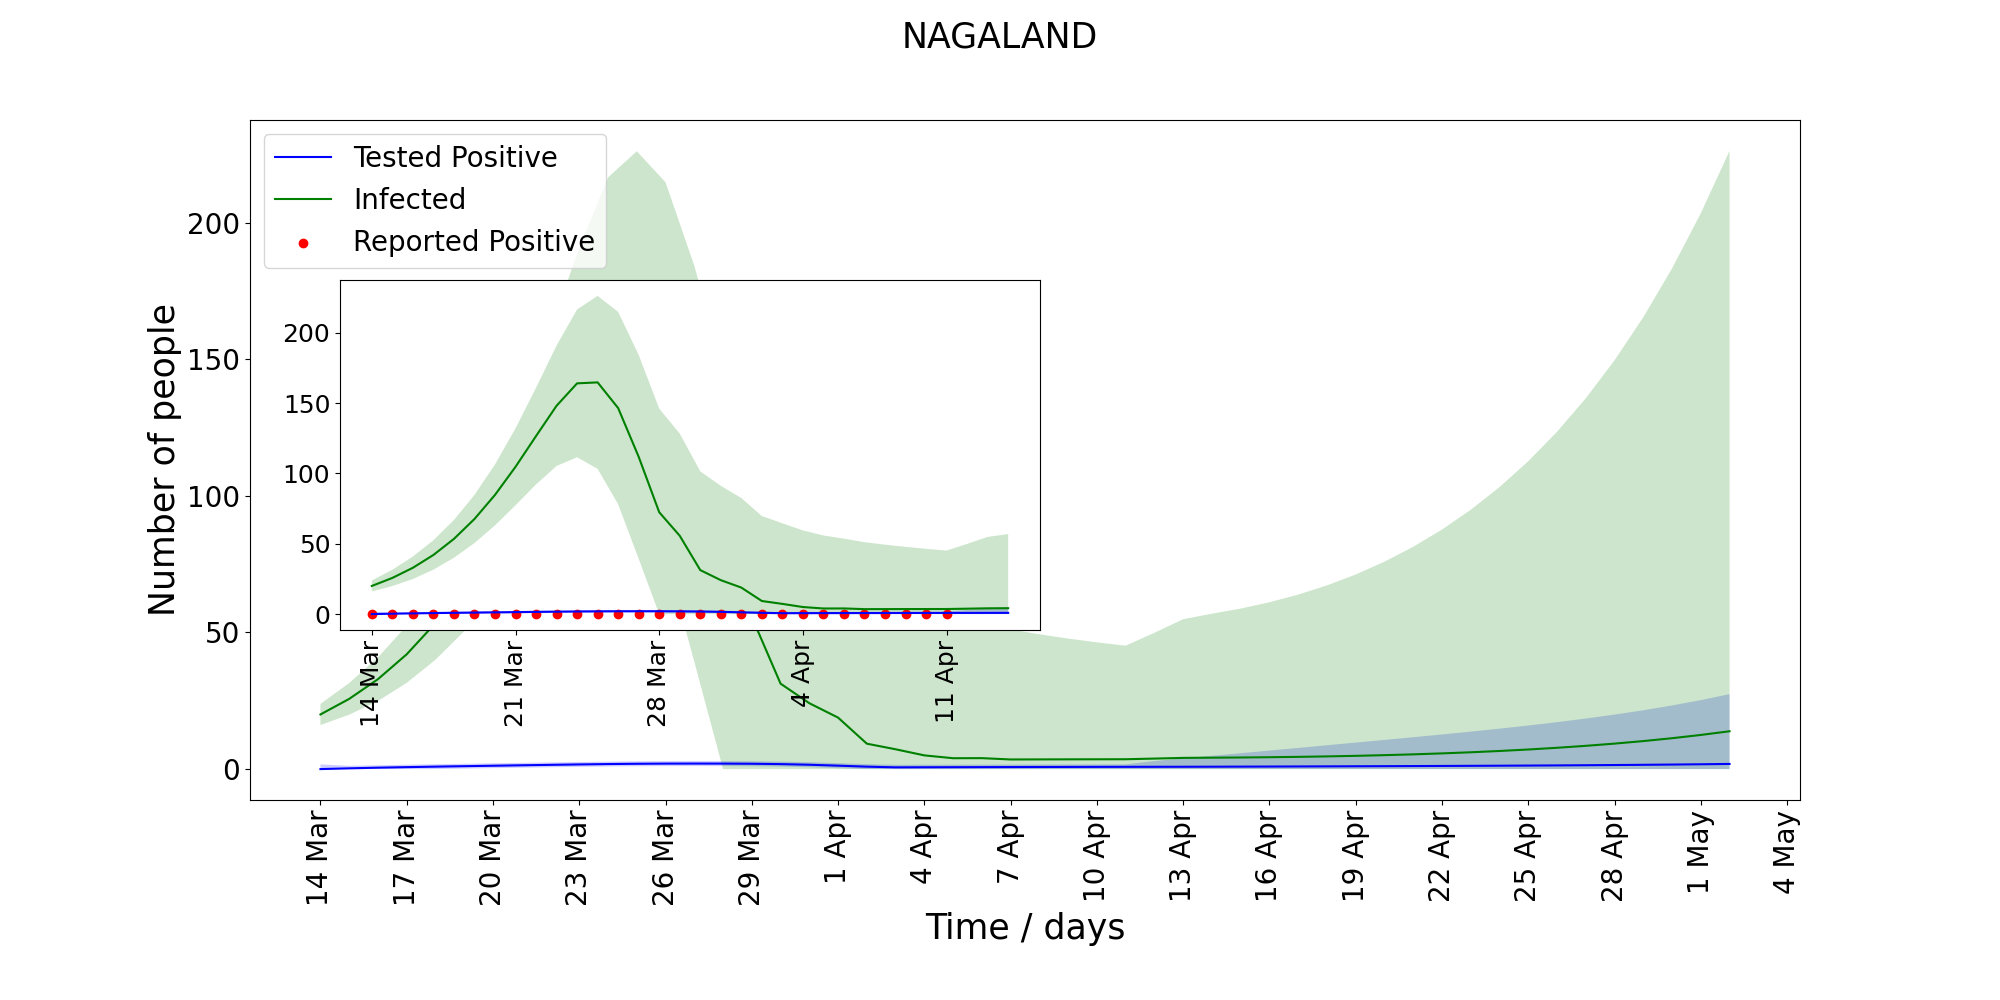 NAGALAND
Tested Positive
Infected
Reported Positive
Number of people
200
150
100
50
0
200
150
100
50
0
14 Mar
21 Mar
28 Mar
4 Apr
11 Apr
14 Mar
17 Mar
20 Mar
23 Mar
26 Mar
29 Mar
1 Apr
4 Apr
7 Apr
10 Apr
13 Apr
16 Apr
19 Apr
22 Apr
25 Apr
28 Apr
1 May
4 May
Time / days